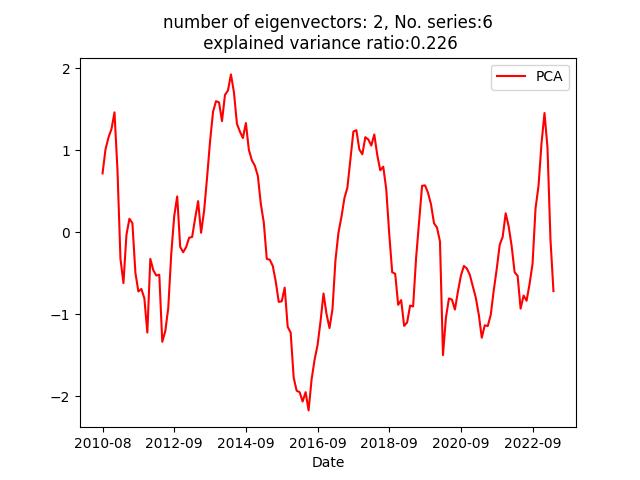 number of eigenvectors: 2, No. series:6
explained variance ratio:0.226
PCA
2
1
0
−1
−2
2010-08 2012-09 2014-09 2016-09 2018-09 2020-09 2022-09
Date